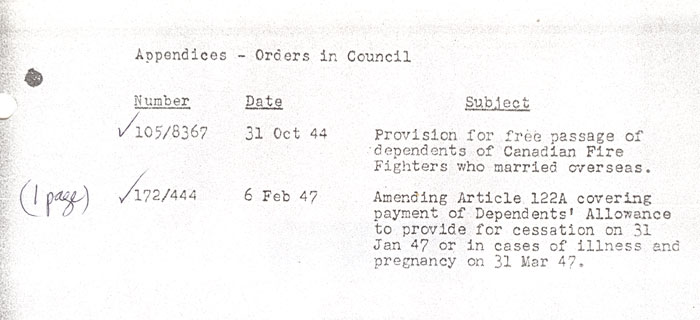 Appendices - Orders in Council
Number Date Subject
✓105/8367 31 Oct 44 Provision for free passage of
dependents of Canadian Fire
Fighters who married overseas.
(1 page) ✓172/444 6 Feb 47 Amending Article 122A covering
payment of Dependents' Allowance
to provide for cessation on 31
Jan 47 or in cases of illness and
pregnancy on 31 Mar 47.